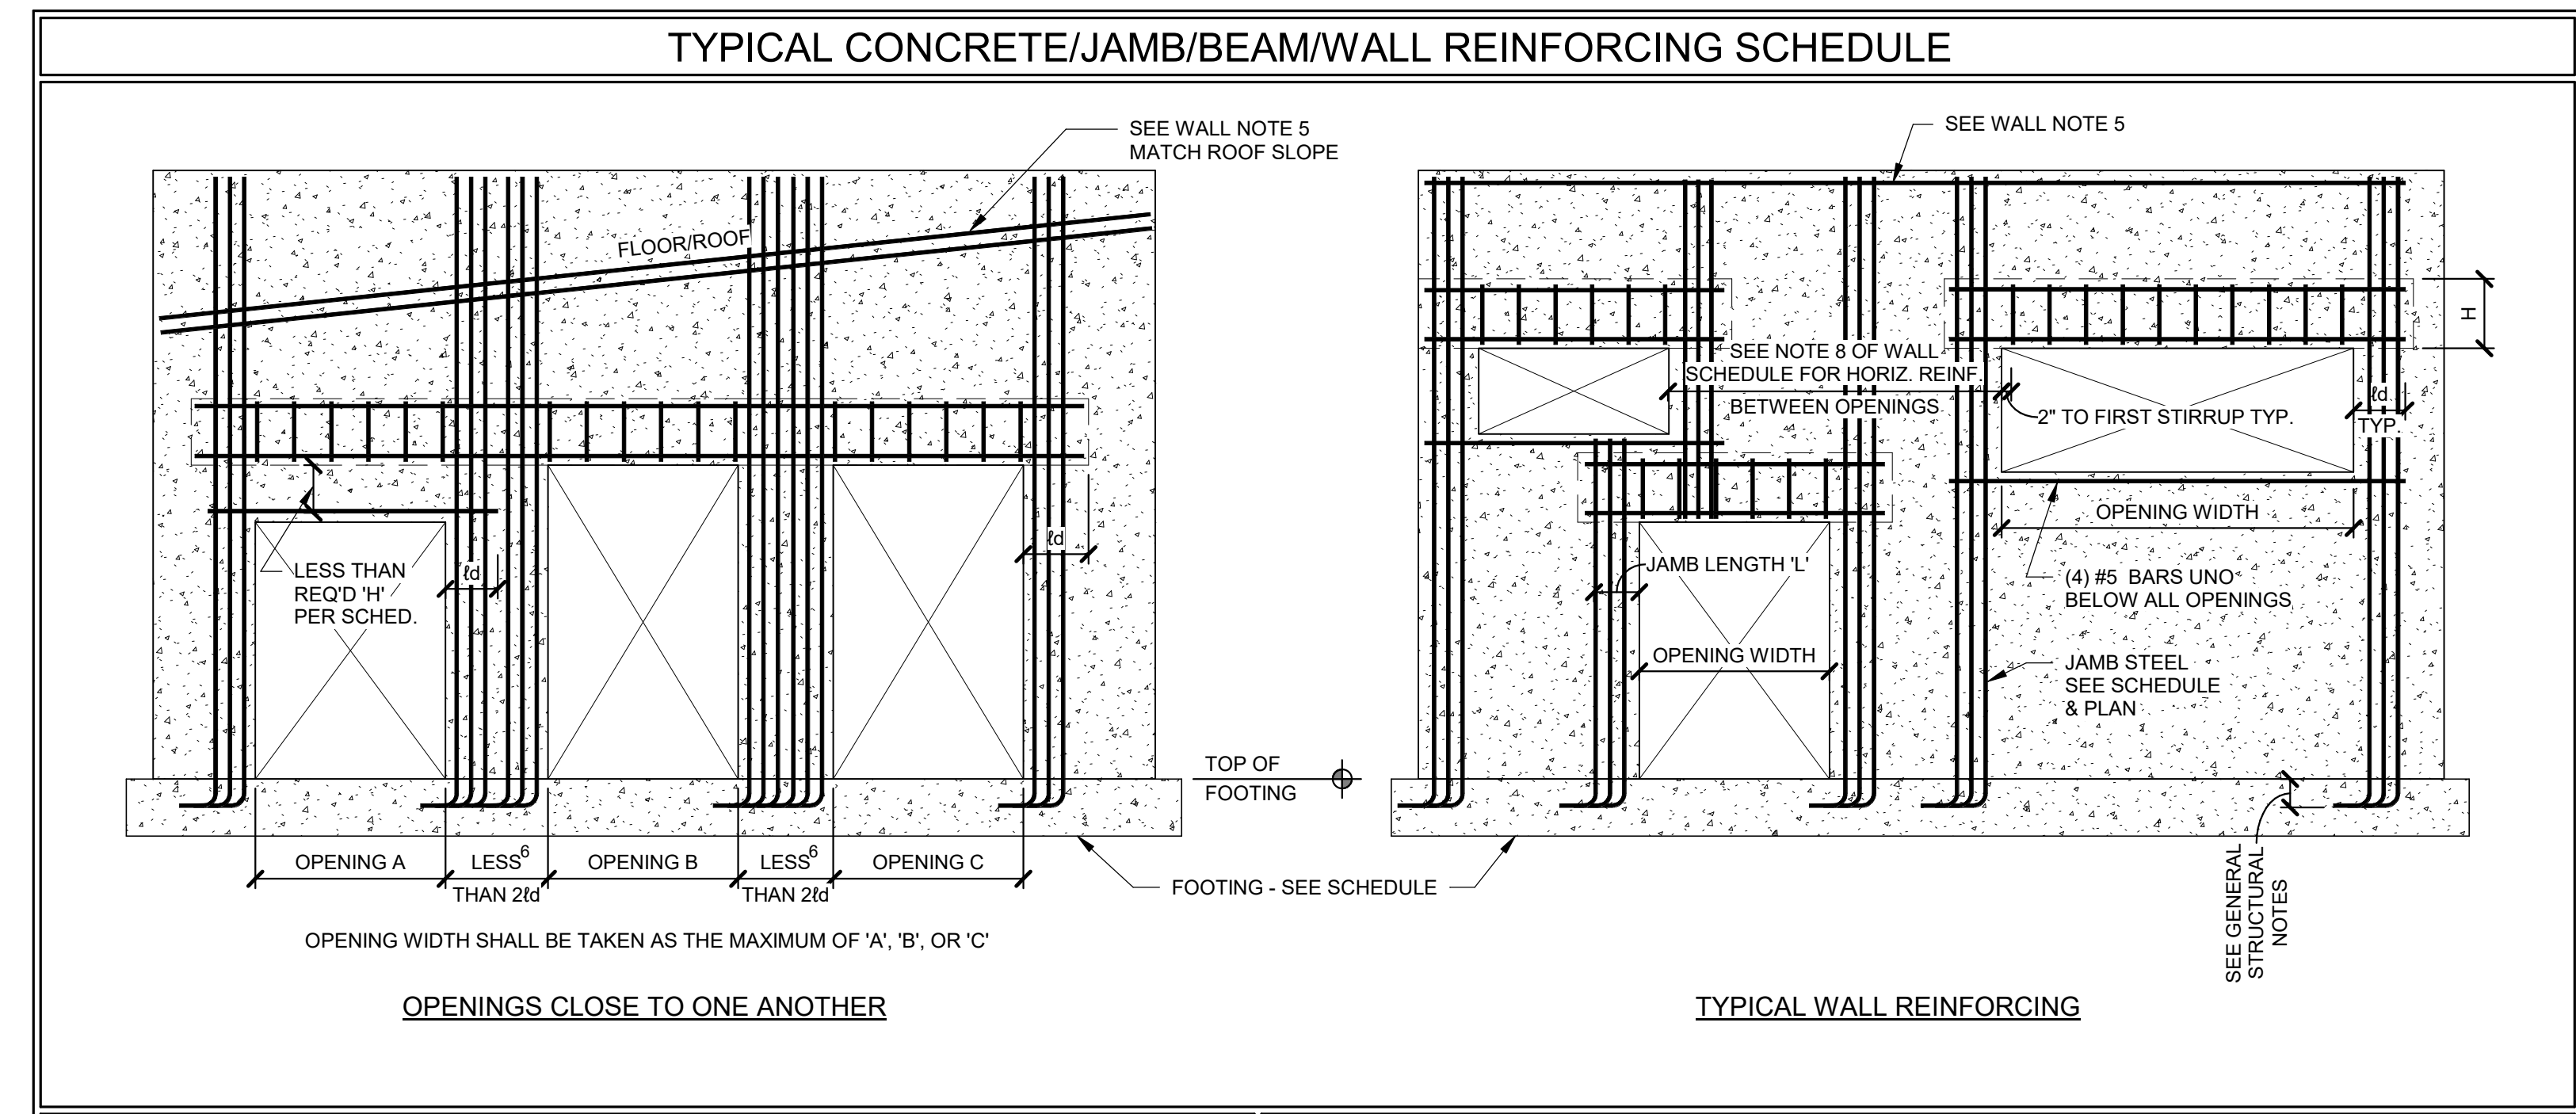 TYPICAL CONCRETE/JAMB/BEAM/WALL REINFORCING SCHEDULE
SEE WALL NOTE 5
MATCH ROOF SLOPE
FLOOR/ROOF
LESS THAN
REQ'D 'H'
PER SCHED.
ℓd
ℓd
OPENING A
LESS⁶
THAN 2ℓd
OPENING B
LESS⁶
THAN 2ℓd
OPENING C
OPENING WIDTH SHALL BE TAKEN AS THE MAXIMUM OF 'A', 'B', OR 'C'
OPENINGS CLOSE TO ONE ANOTHER
TOP OF
FOOTING
FOOTING - SEE SCHEDULE
SEE WALL NOTE 5
H
SEE NOTE 8 OF WALL
SCHEDULE FOR HORIZ. REINF.
BETWEEN OPENINGS
2" TO FIRST STIRRUP TYP.
ℓd
TYP.
OPENING WIDTH
JAMB LENGTH 'L'
(4) #5 BARS UNO
BELOW ALL OPENINGS
OPENING WIDTH
JAMB STEEL
SEE SCHEDULE
& PLAN
SEE GENERAL
STRUCTURAL
NOTES
TYPICAL WALL REINFORCING